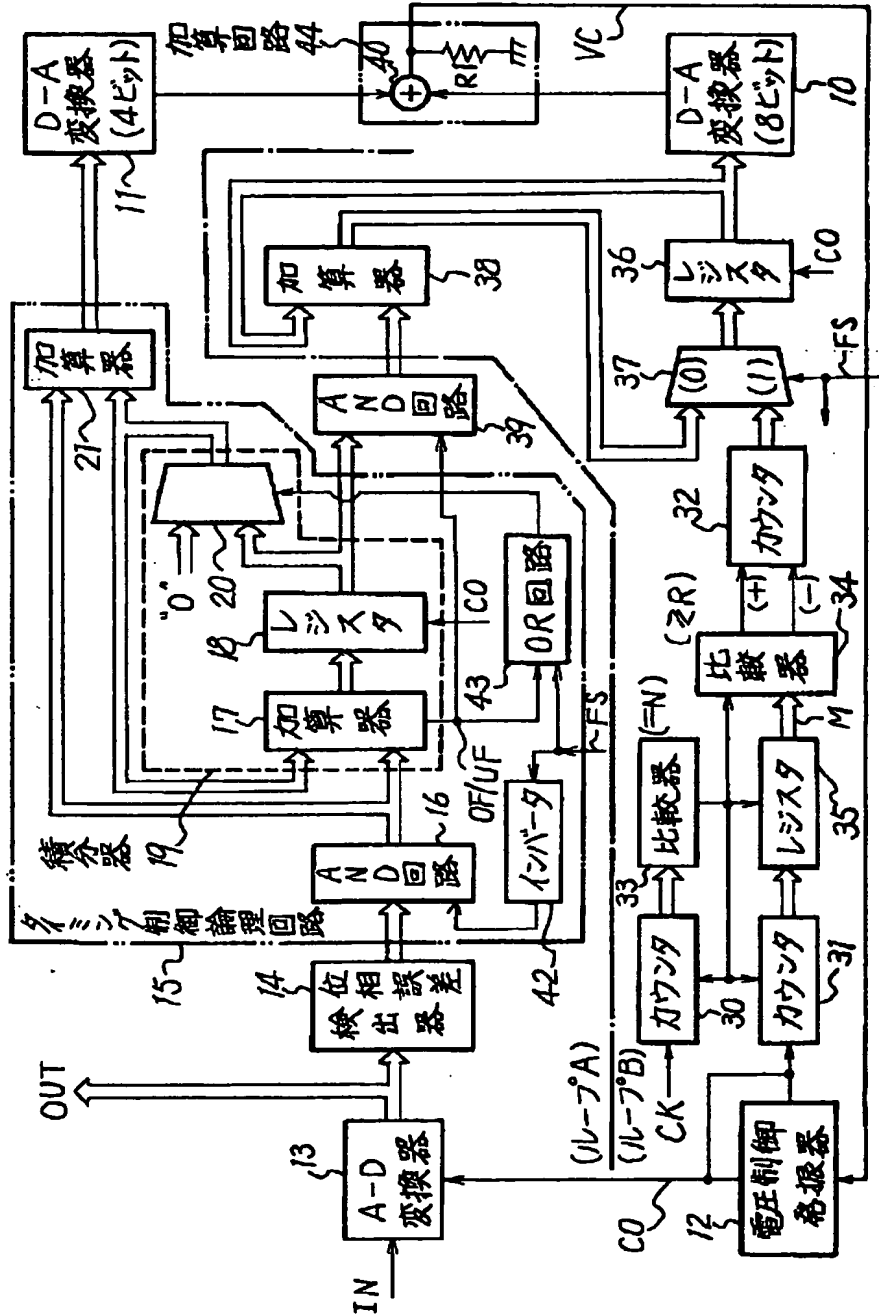 IN
A-D
変換器
13
OUT
位相誤差
検出器
14
タイミング制御論理回路
15
AND回路
16
積分器
19
加算器
17
レジスタ
18
CO
"0"
20
加算器
21
D-A
変換器
(4ビット)
11
加算回路
44
40
+
R1
VC
D-A
変換器
(8ビット)
10
インバータ
42
OR回路
43
OF/UF
FS
AND回路
39
加算器
38
レジスタ
36
CO
(0)
(1)
37
FS
カウンタ
32
(+)
(-)
比較器
34
(≧R)
M
比較器
33
(=N)
レジスタ
35
カウンタ
30
カウンタ
31
CK
(ループA)
(ループB)
CO
電圧制御
発振器
12